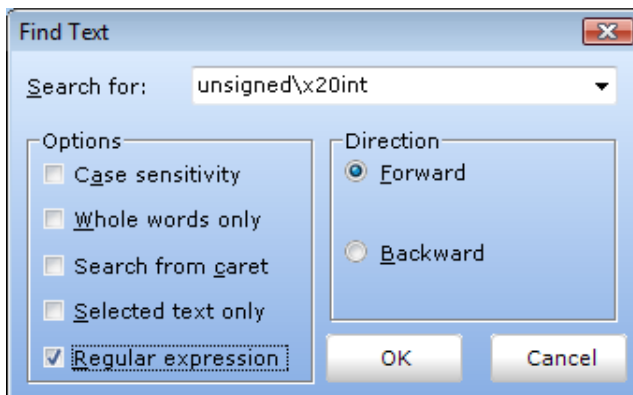 Find Text
Search for: unsigned\x20int
Options
Case sensitivity
Whole words only
Search from caret
Selected text only
Regular expression
Direction
Forward
Backward
OK Cancel